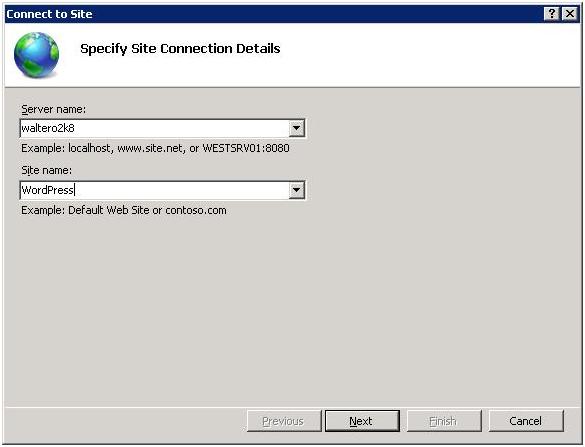 Connect to Site
Specify Site Connection Details
Server name:
waltero2k8
Example: localhost, www.site.net, or WESTSRV01:8080
Site name:
WordPress
Example: Default Web Site or contoso.com
Previous
Next
Finish
Cancel